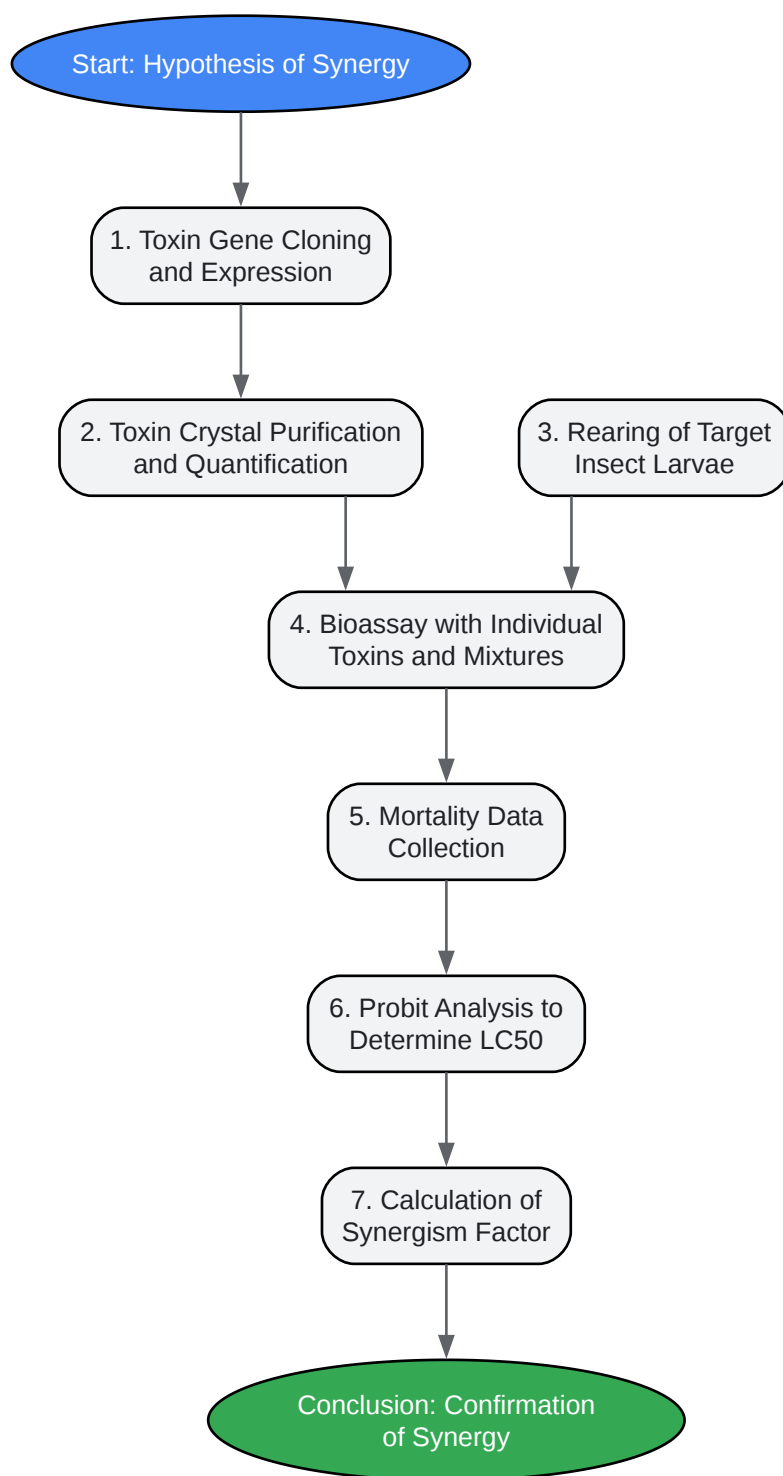 Start: Hypothesis of Synergy
1. Toxin Gene Cloning
and Expression
2. Toxin Crystal Purification
and Quantification
3. Rearing of Target
Insect Larvae
4. Bioassay with Individual
Toxins and Mixtures
5. Mortality Data
Collection
6. Probit Analysis to
Determine LC50
7. Calculation of
Synergism Factor
Conclusion: Confirmation
of Synergy